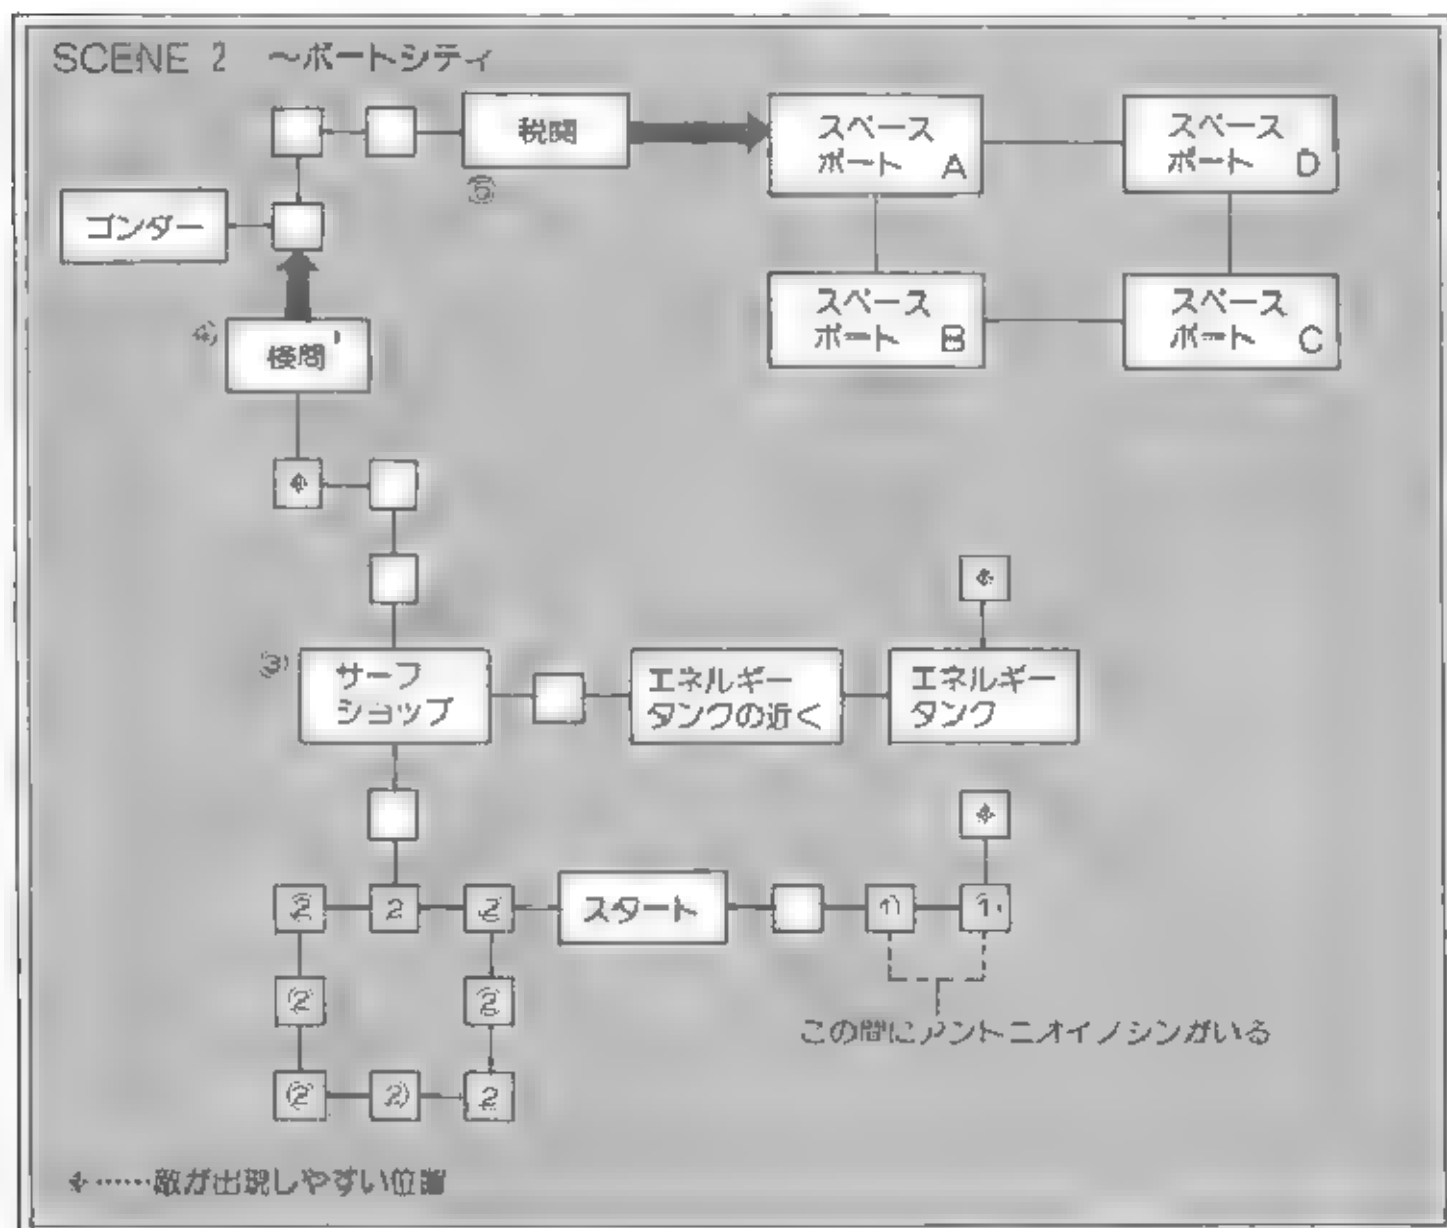 SCENE 2 ～ポートシティ
税関
⑤
スペース
ポート A
スペース
ポート D
ゴンダー
スペース
ポート B
スペース
ポート C
④
検問
③
サーフ
ショップ
エネルギー
タンクの近く
エネルギー
タンク
② 2 ② スタート ① ①
② ②
この間にアントニオイノシンがいる
② ② 2
……敵が出現しやすい位置